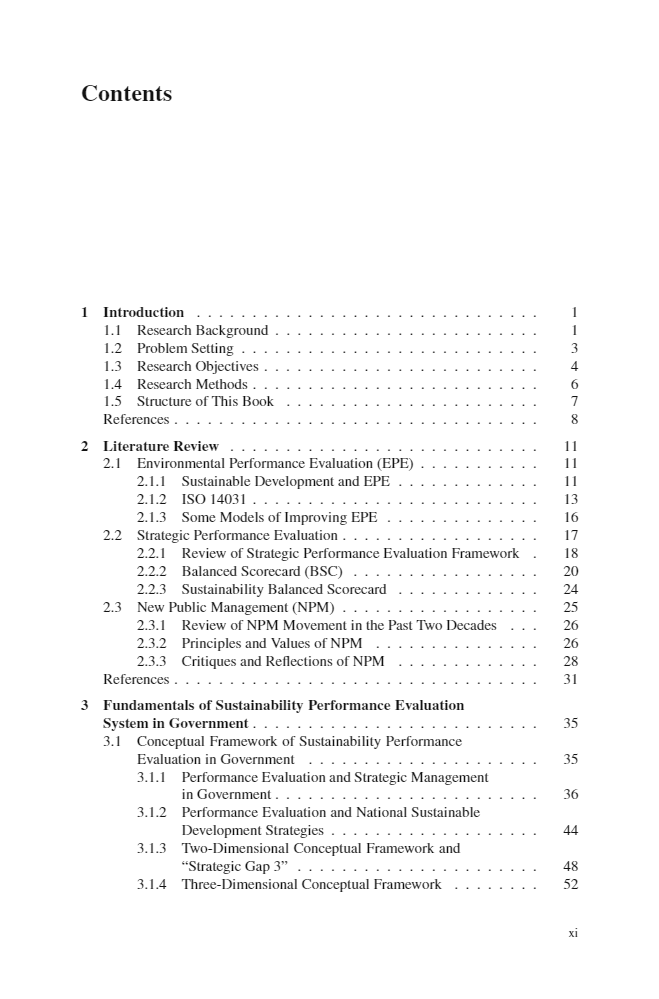 Contents
1 Introduction . . . . . . . . . . . . . . . . . . . . . . . . . . . . . . . 1
1.1 Research Background . . . . . . . . . . . . . . . . . . . . . . . . 1
1.2 Problem Setting . . . . . . . . . . . . . . . . . . . . . . . . . . . 3
1.3 Research Objectives . . . . . . . . . . . . . . . . . . . . . . . . . 4
1.4 Research Methods . . . . . . . . . . . . . . . . . . . . . . . . . . 6
1.5 Structure of This Book . . . . . . . . . . . . . . . . . . . . . . . 7
References . . . . . . . . . . . . . . . . . . . . . . . . . . . . . . . . . 8
2 Literature Review . . . . . . . . . . . . . . . . . . . . . . . . . . . . 11
2.1 Environmental Performance Evaluation (EPE) . . . . . . . . . . . 11
2.1.1 Sustainable Development and EPE . . . . . . . . . . . . . 11
2.1.2 ISO 14031 . . . . . . . . . . . . . . . . . . . . . . . . . . 13
2.1.3 Some Models of Improving EPE . . . . . . . . . . . . . . 16
2.2 Strategic Performance Evaluation . . . . . . . . . . . . . . . . . . 17
2.2.1 Review of Strategic Performance Evaluation Framework . 18
2.2.2 Balanced Scorecard (BSC) . . . . . . . . . . . . . . . . . 20
2.2.3 Sustainability Balanced Scorecard . . . . . . . . . . . . . 24
2.3 New Public Management (NPM) . . . . . . . . . . . . . . . . . . 25
2.3.1 Review of NPM Movement in the Past Two Decades . . . 26
2.3.2 Principles and Values of NPM . . . . . . . . . . . . . . . 26
2.3.3 Critiques and Reflections of NPM . . . . . . . . . . . . . 28
References . . . . . . . . . . . . . . . . . . . . . . . . . . . . . . . . . 31
3 Fundamentals of Sustainability Performance Evaluation
System in Government . . . . . . . . . . . . . . . . . . . . . . . . . . 35
3.1 Conceptual Framework of Sustainability Performance
Evaluation in Government . . . . . . . . . . . . . . . . . . . . . 35
3.1.1 Performance Evaluation and Strategic Management
in Government . . . . . . . . . . . . . . . . . . . . . . . . 36
3.1.2 Performance Evaluation and National Sustainable
Development Strategies . . . . . . . . . . . . . . . . . . . 44
3.1.3 Two-Dimensional Conceptual Framework and
“Strategic Gap 3” . . . . . . . . . . . . . . . . . . . . . . 48
3.1.4 Three-Dimensional Conceptual Framework . . . . . . . . 52
xi